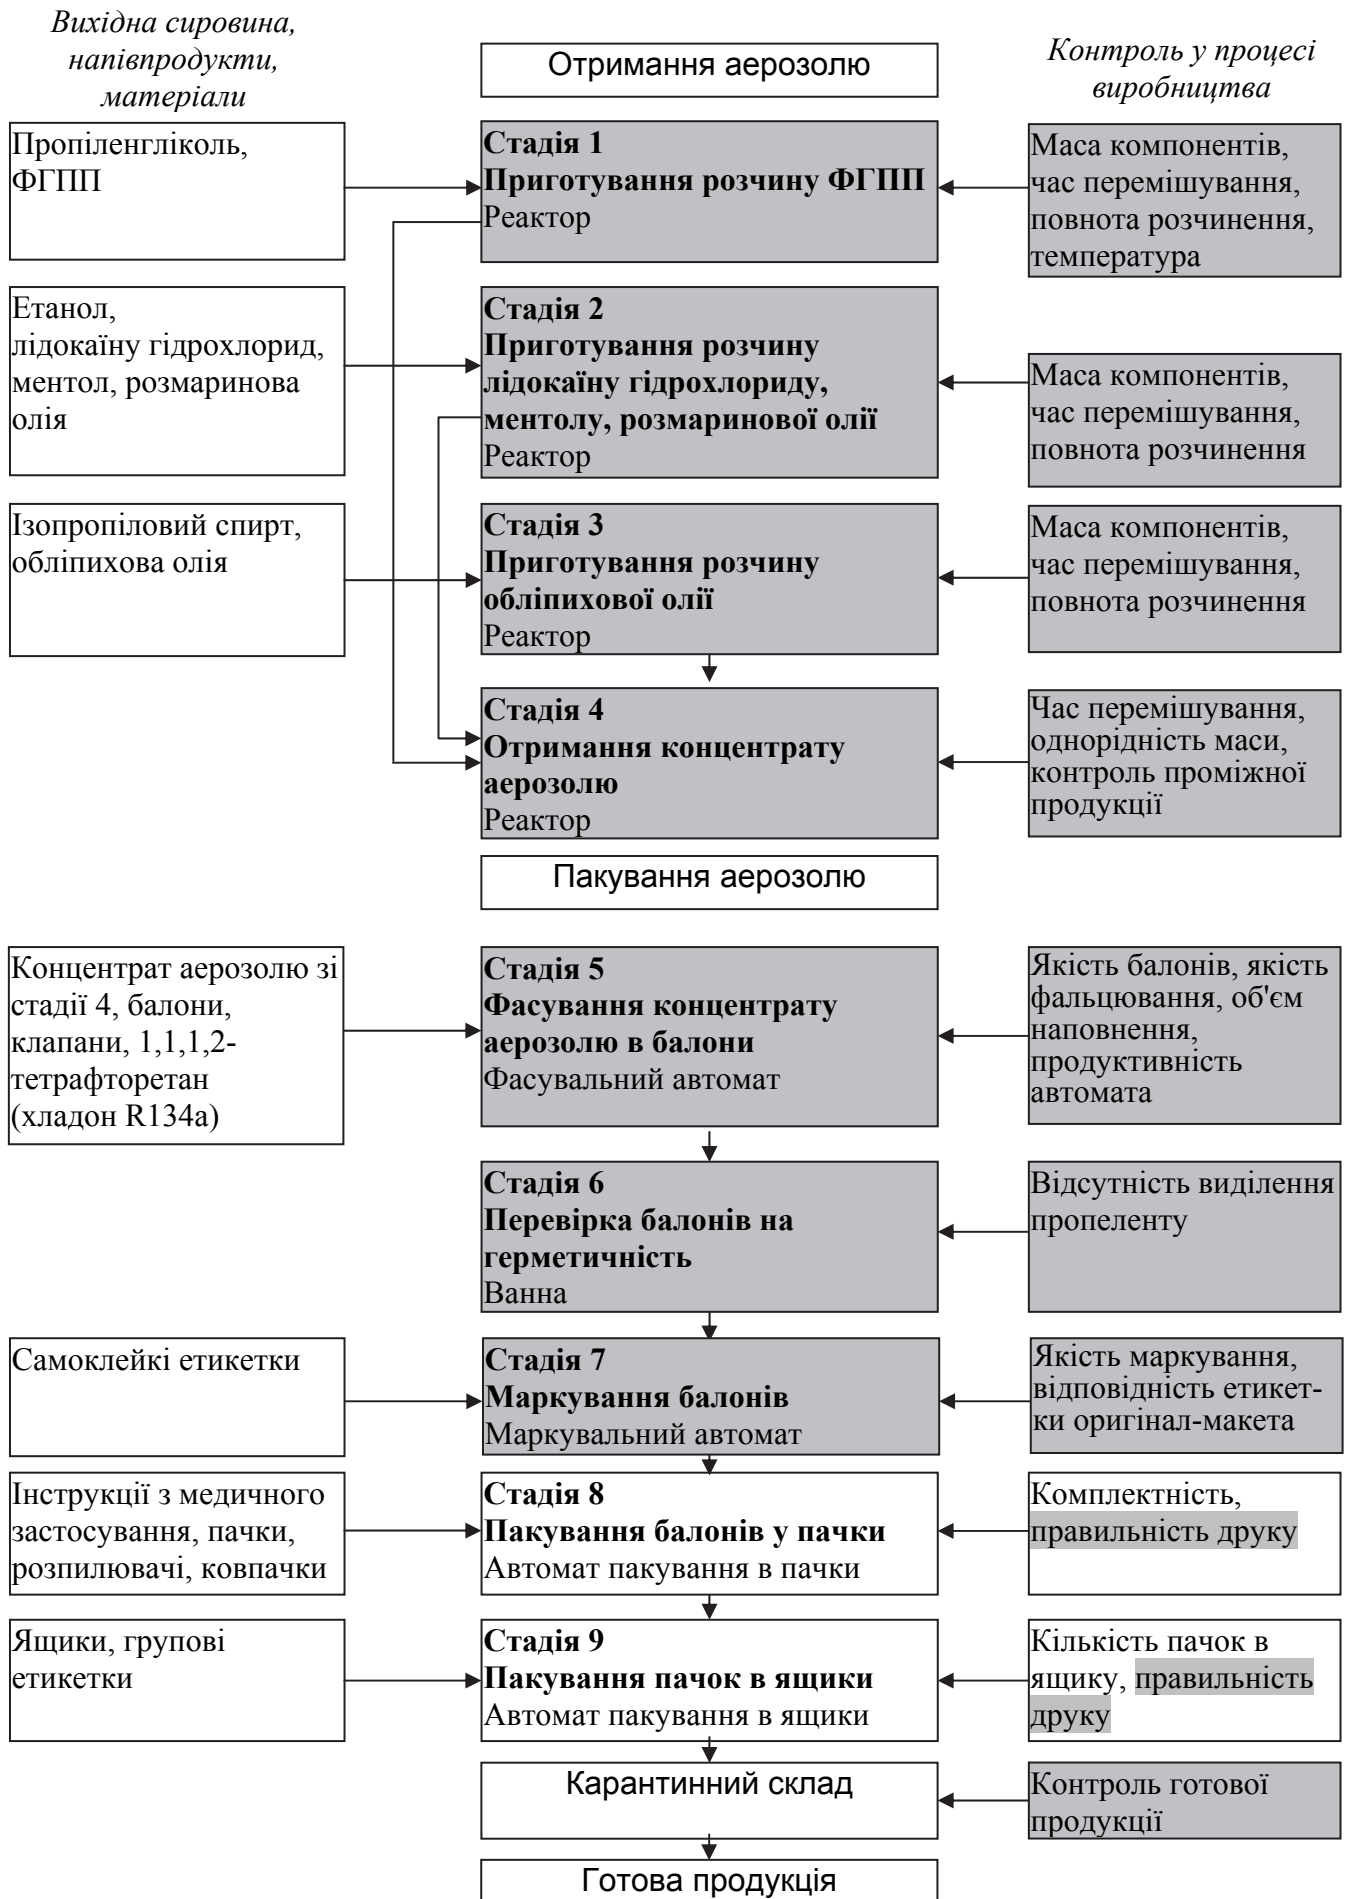 Вихідна сировина,
напівпродукти,
матеріали
Отримання аерозолю
Контроль у процесі
виробництва
Пропіленгліколь,
ФГПП
Стадія 1
Приготування розчину ФГПП
Реактор
Маса компонентів,
час перемішування,
повнота розчинення,
температура
Етанол,
лідокаїну гідрохлорид,
ментол, розмаринова
олія
Стадія 2
Приготування розчину
лідокаїну гідрохлориду,
ментолу, розмаринової олії
Реактор
Маса компонентів,
час перемішування,
повнота розчинення
Ізопропіловий спирт,
обліпихова олія
Стадія 3
Приготування розчину
обліпихової олії
Реактор
Маса компонентів,
час перемішування,
повнота розчинення
Стадія 4
Отримання концентрату
аерозолю
Реактор
Час перемішування,
однорідність маси,
контроль проміжної
продукції
Пакування аерозолю
Концентрат аерозолю зі
стадії 4, балони,
клапани, 1,1,1,2-
тетрафторетан
(хладон R134a)
Стадія 5
Фасування концентрату
аерозолю в балони
Фасувальний автомат
Якість балонів, якість
фальцювання, об'єм
наповнення,
продуктивність
автомата
Стадія 6
Перевірка балонів на
герметичність
Ванна
Відсутність виділення
пропеленту
Самоклейкі етикетки
Стадія 7
Маркування балонів
Маркувальний автомат
Якість маркування,
відповідність етикет-
ки оригінал-макета
Інструкції з медичного
застосування, пачки,
розпилювачі, ковпачки
Стадія 8
Пакування балонів у пачки
Автомат пакування в пачки
Комплектність,
правильність друку
Ящики, групові
етикетки
Стадія 9
Пакування пачок в ящики
Автомат пакування в ящики
Кількість пачок в
ящику, правильність
друку
Карантинний склад
Контроль готової
продукції
Готова продукція